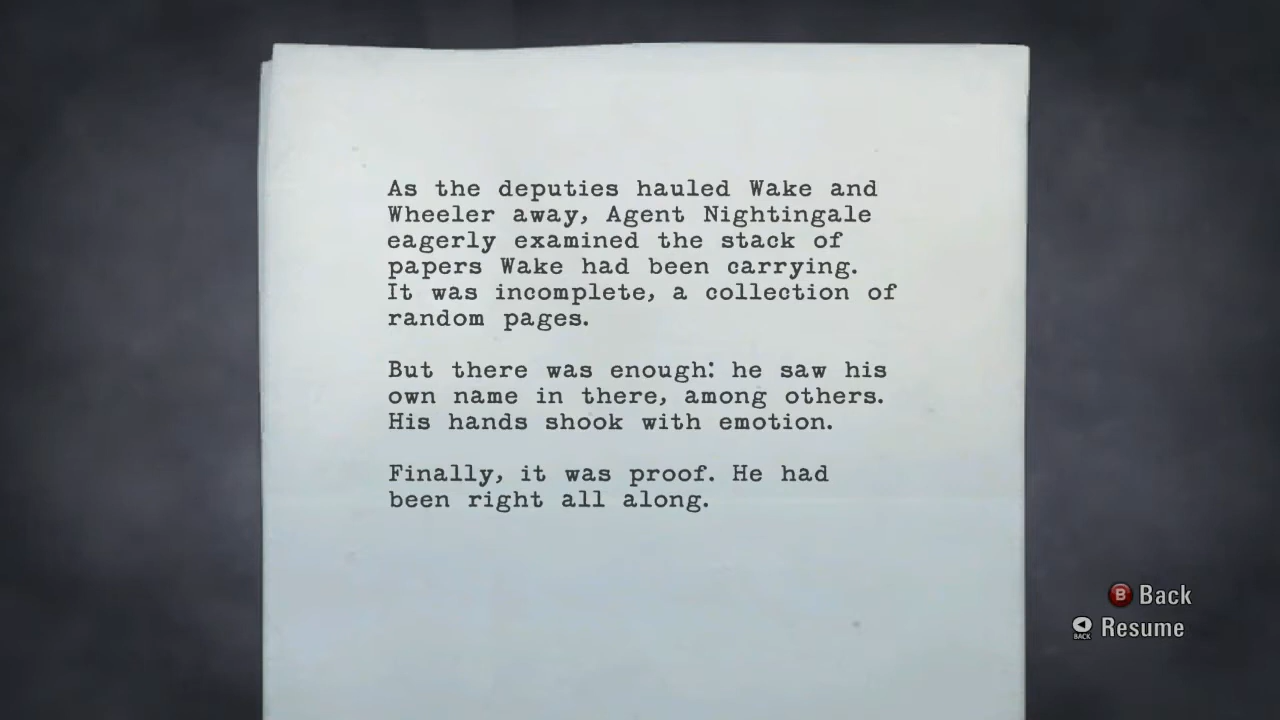 As the deputies hauled Wake and
Wheeler away, Agent Nightingale
eagerly examined the stack of
papers Wake had been carrying.
It was incomplete, a collection of
random pages.
But there was enough: he saw his
own name in there, among others.
His hands shook with emotion.
Finally, it was proof. He had
been right all along.
B Back
BACK Resume